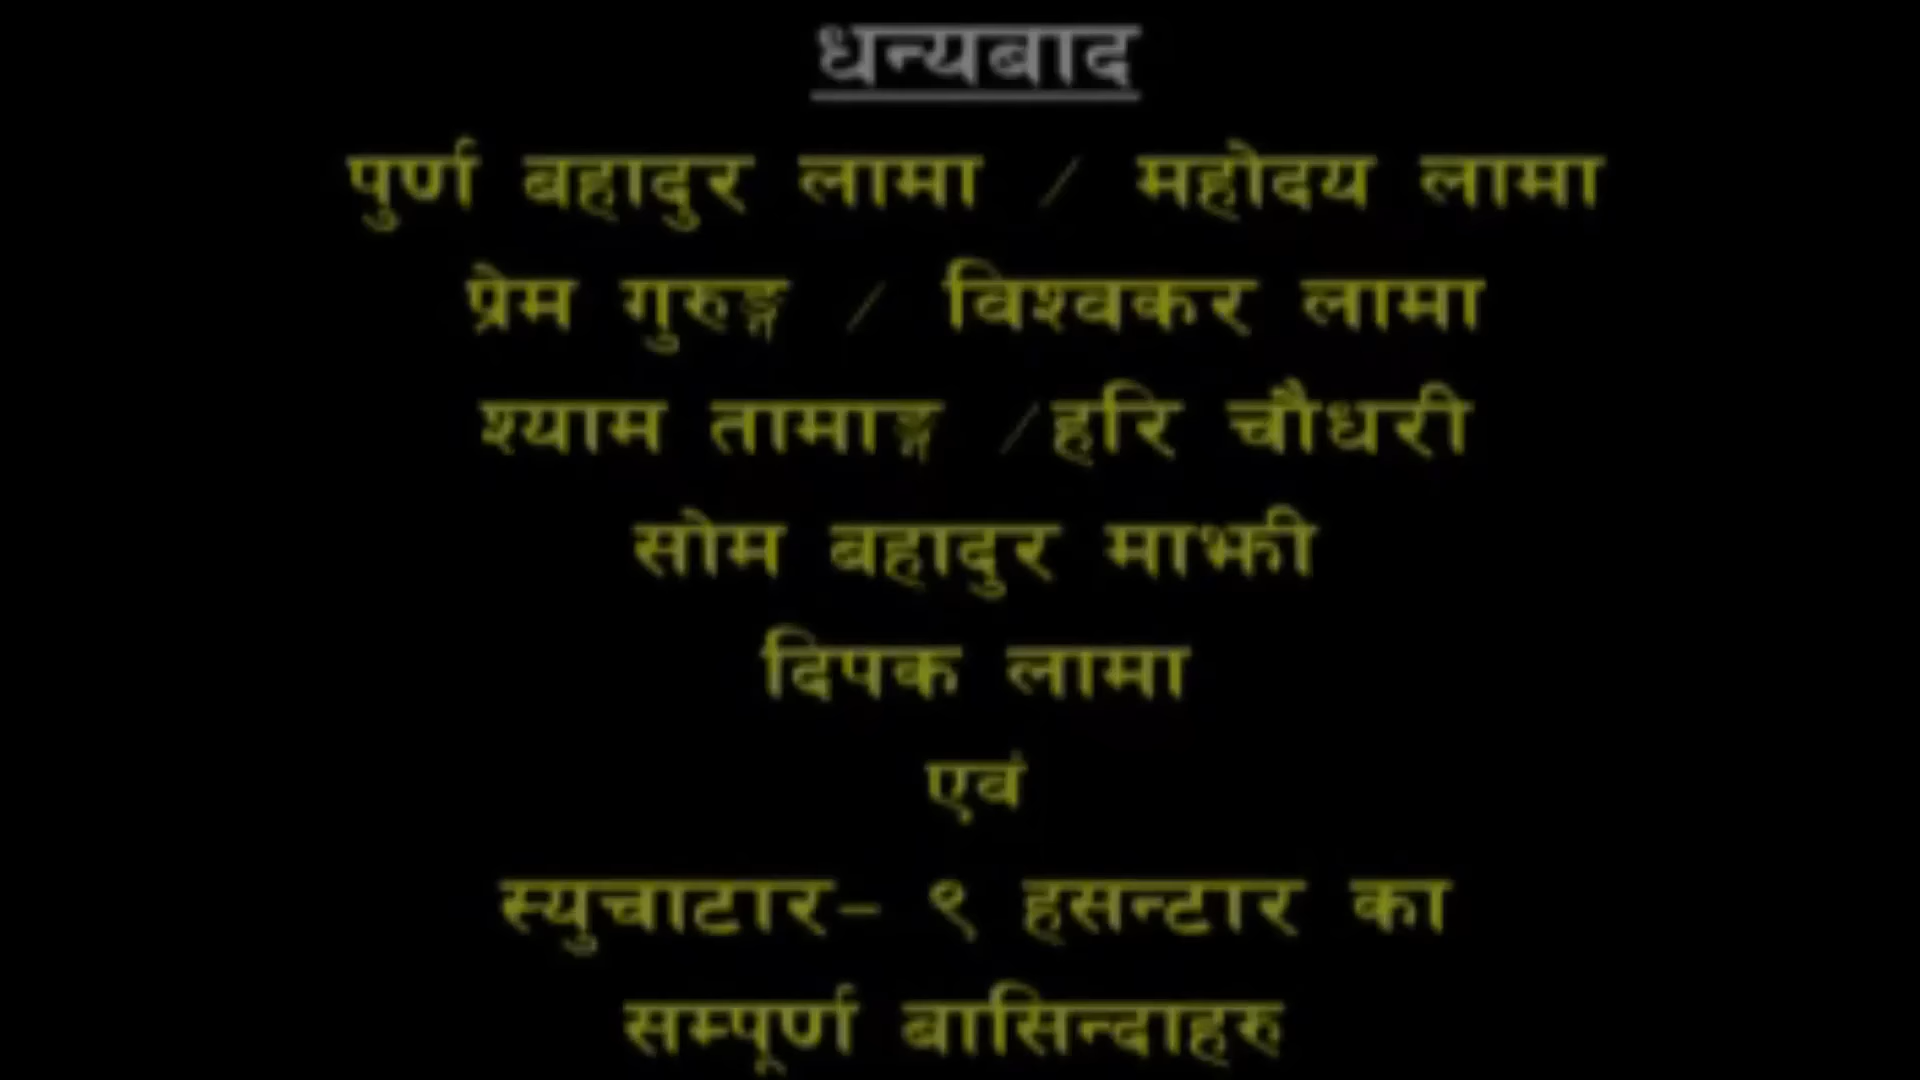 धन्यबाद
पुर्ण बहादुर लामा / महोदय लामा
प्रेम गुरुङ्ग / विश्वकर लामा
श्याम तामाङ्ग /हरि चौधरी
सोम बहादुर माझी
दिपक लामा
एवं
स्युचाटार- ९ हसन्टार का
सम्पूर्ण बासिन्दाहरु